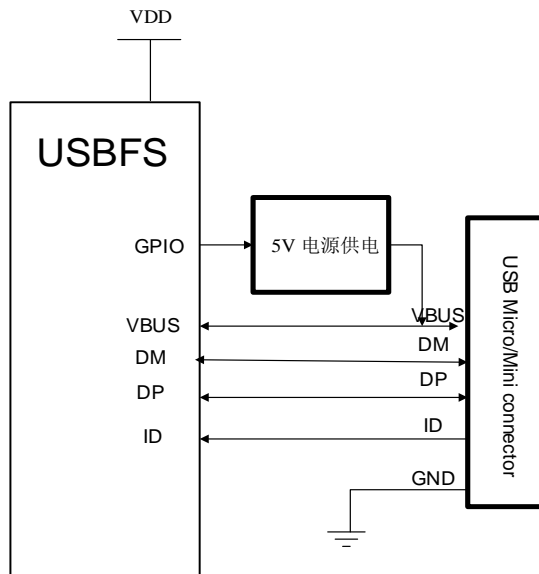 VDD
USBFS
GPIO
5V 电源供电
VBUS
VBUS
DM
DM
DP
DP
ID
ID
GND
USB Micro/Mini connector